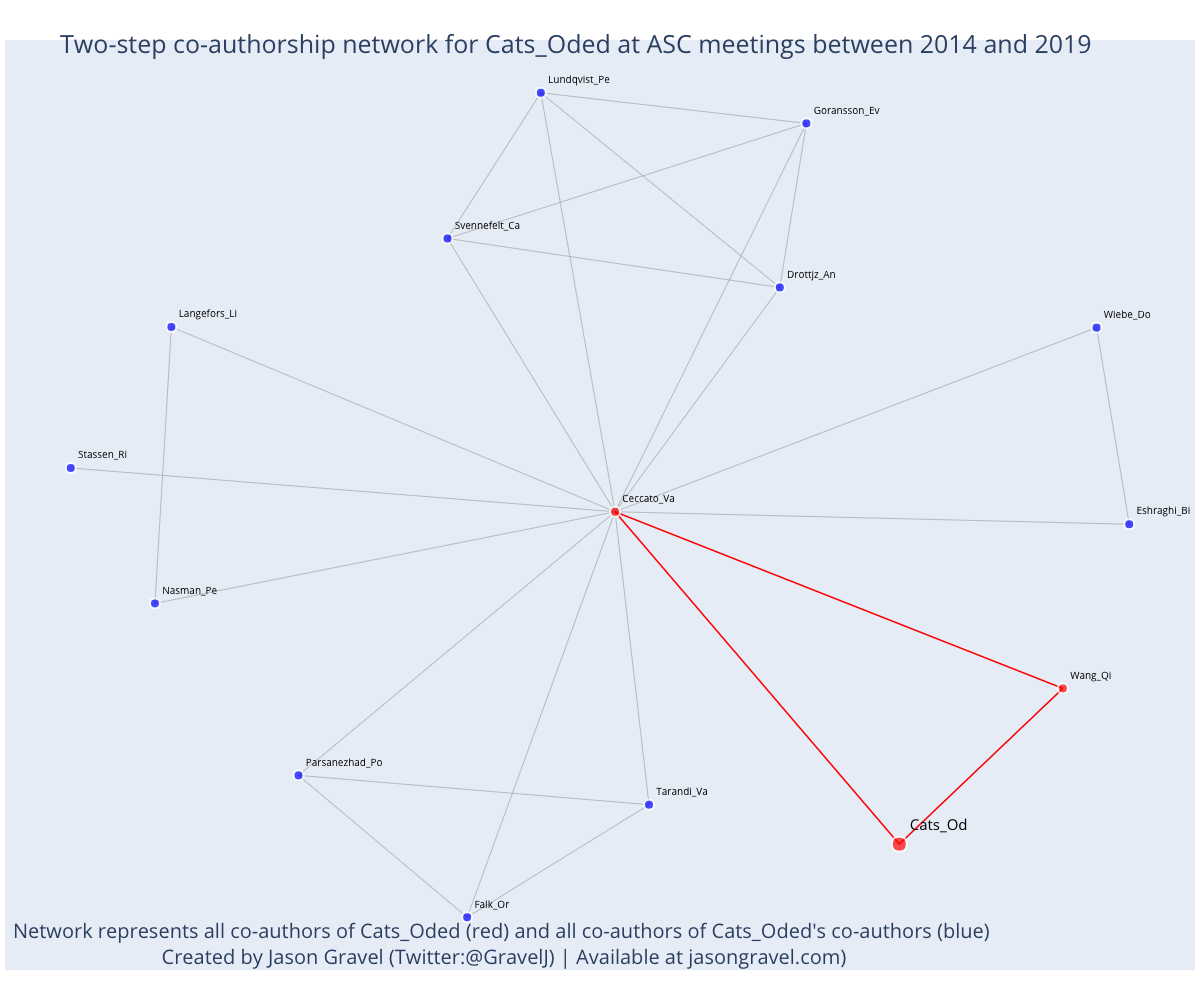 Two-step co-authorship network for Cats_Oded at ASC meetings between 2014 and 2019
Lundqvist_Pe
Goransson_Ev
Svennefelt_Ca
Drottjz_An
Langefors_Li
Wiebe_Do
Stassen_Ri
Ceccato_Va
Eshraghi_Bi
Nasman_Pe
Wang_Qi
Parsanezhad_Po
Tarandi_Va
Cats_Od
Falk_Or
Network represents all co-authors of Cats_Oded (red) and all co-authors of Cats_Oded's co-authors (blue)
Created by Jason Gravel (Twitter:@GravelJ) | Available at jasongravel.com)